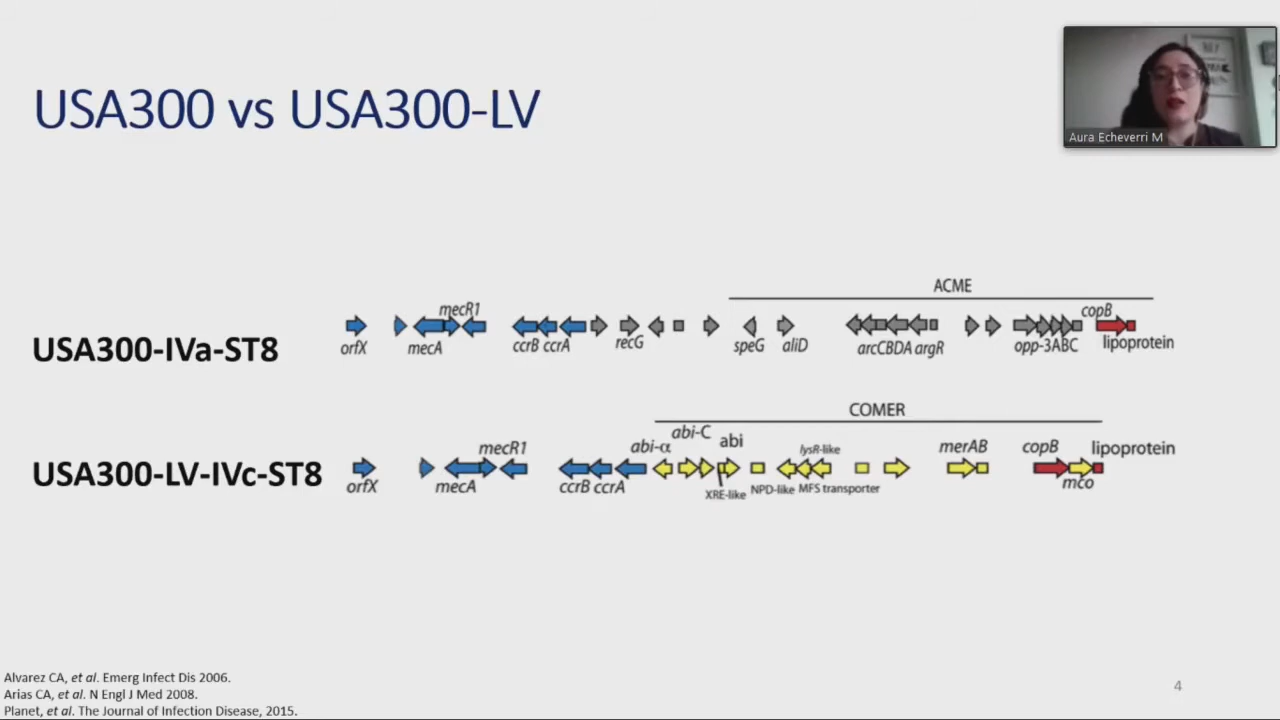 USA300 vs USA300-LV
Aura Echeverri M
ACME
mecR1
copB
USA300-IVa-ST8
orfX mecA ccrB ccrA recG speG aliD arcCBDA argR opp-3ABC lipoprotein
COMER
abi-α abi-C abi
mecR1 lysR-like merAB copB lipoprotein
USA300-LV-IVc-ST8
orfX mecA ccrB ccrA XRE-like NPD-like MFS transporter mco
Alvarez CA, et al. Emerg Infect Dis 2006.
Arias CA, et al. N Engl J Med 2008.
Planet, et al. The Journal of Infection Disease, 2015.
4